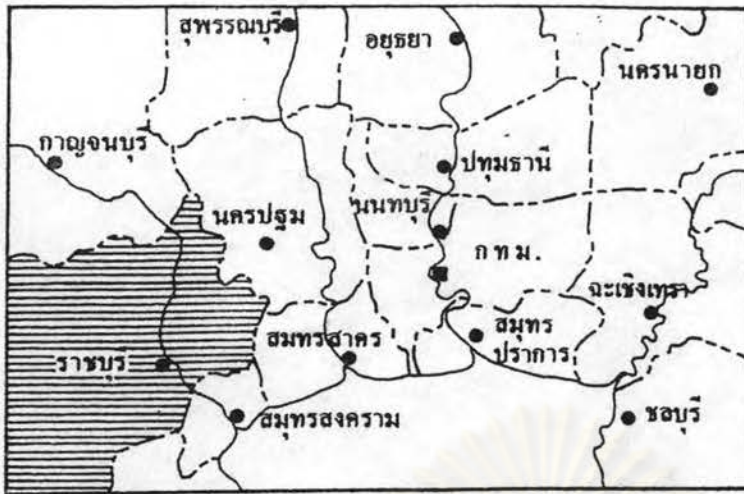 สุพรรณบุรี
อยุธยา
นครนายก
กาญจนบุรี
ปทุมธานี
นครปฐม
นนทบุรี
กทม.
ฉะเชิงเทรา
สมุทรสาคร
สมุทร
ปราการ
ราชบุรี
สมุทรสงคราม
ชลบุรี